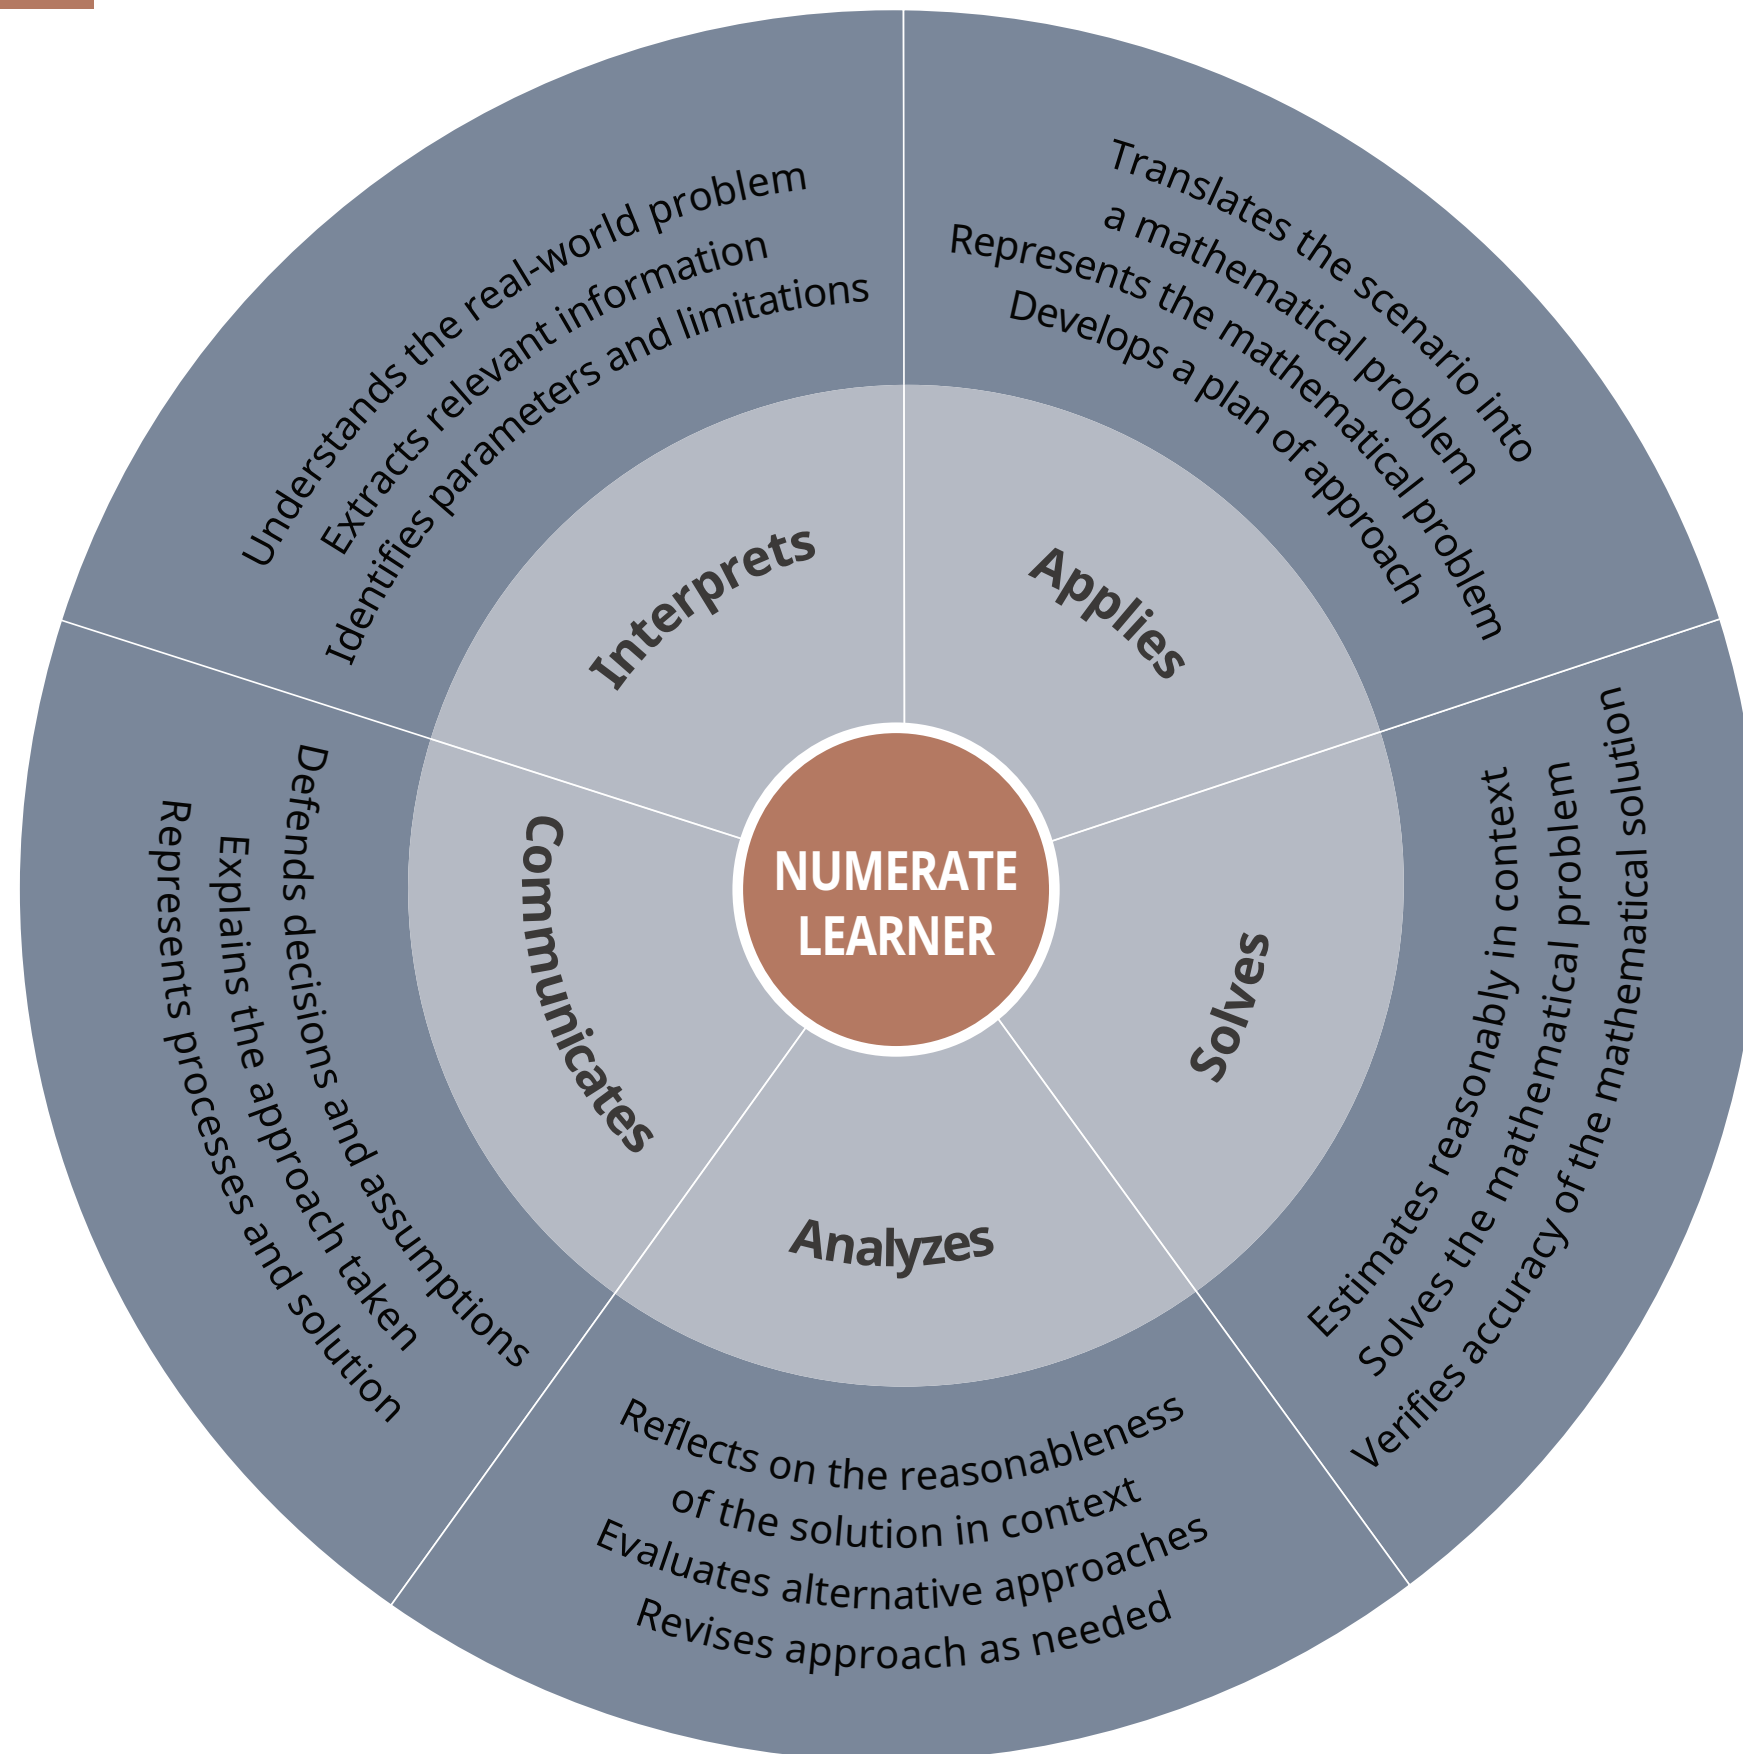 NUMERATE
LEARNER
Interprets
Understands the real-world problem
Extracts relevant information
Identifies parameters and limitations
Applies
Translates the scenario into
a mathematical problem
Represents the mathematical problem
Develops a plan of approach
Solves
Estimates reasonably in context
Solves the mathematical problem
Verifies accuracy of the mathematical solution
Analyzes
Reflects on the reasonableness
of the solution in context
Evaluates alternative approaches
Revises approach as needed
Communicates
Defends decisions and assumptions
Explains the approach taken
Represents processes and solution